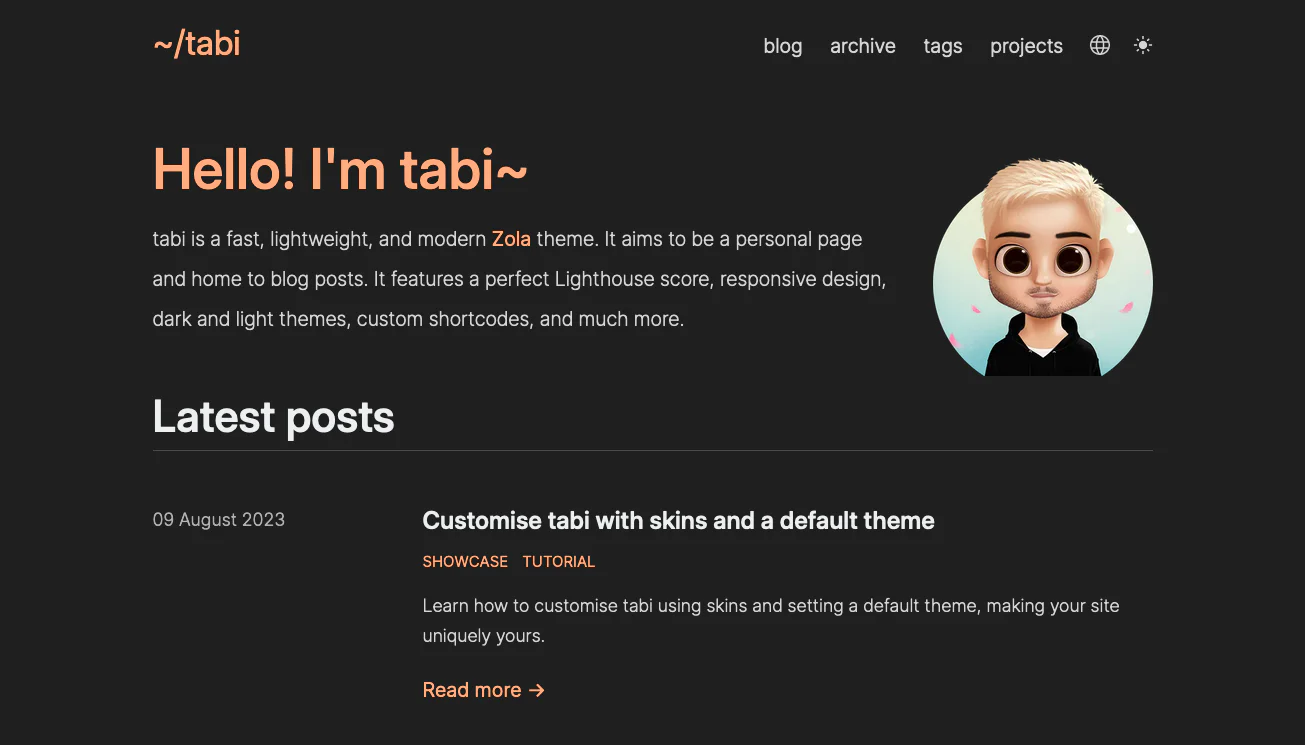 ~/tabi
blog archive tags projects
Hello! I'm tabi~
tabi is a fast, lightweight, and modern Zola theme. It aims to be a personal page
and home to blog posts. It features a perfect Lighthouse score, responsive design,
dark and light themes, custom shortcodes, and much more.
Latest posts
09 August 2023
Customise tabi with skins and a default theme
SHOWCASE TUTORIAL
Learn how to customise tabi using skins and setting a default theme, making your site
uniquely yours.
Read more →